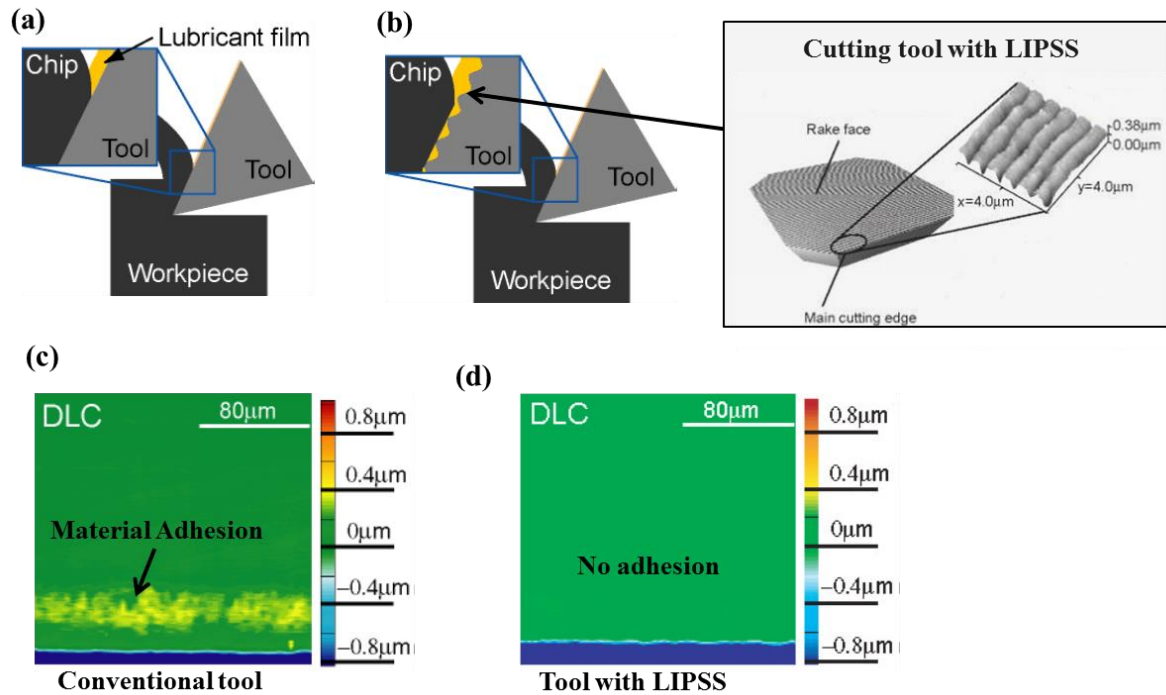 (a)
Lubricant film
Chip
Tool
Tool
Workpiece
(b)
Chip
Tool
Tool
Workpiece
Cutting tool with LIPSS
Rake face
0.38μm
0.00μm
x=4.0μm
y=4.0μm
Main cutting edge
(c)
DLC
80μm
Material Adhesion
0.8μm
0.4μm
0μm
−0.4μm
−0.8μm
Conventional tool
(d)
DLC
80μm
No adhesion
0.8μm
0.4μm
0μm
−0.4μm
−0.8μm
Tool with LIPSS